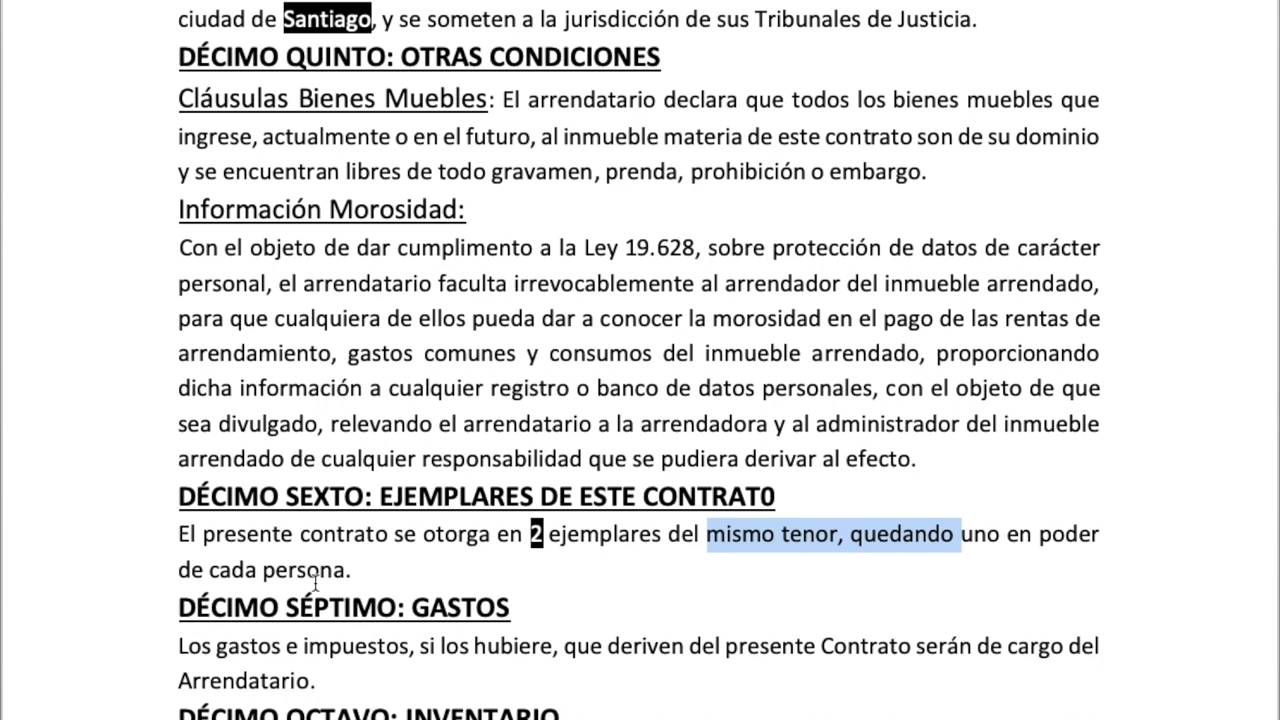 ciudad de Santiago, y se someten a la jurisdicción de sus Tribunales de Justicia.
DÉCIMO QUINTO: OTRAS CONDICIONES
Cláusulas Bienes Muebles: El arrendatario declara que todos los bienes muebles que
ingrese, actualmente o en el futuro, al inmueble materia de este contrato son de su dominio
y se encuentran libres de todo gravamen, prenda, prohibición o embargo.
Información Morosidad:
Con el objeto de dar cumplimento a la Ley 19.628, sobre protección de datos de carácter
personal, el arrendatario faculta irrevocablemente al arrendador del inmueble arrendado,
para que cualquiera de ellos pueda dar a conocer la morosidad en el pago de las rentas de
arrendamiento, gastos comunes y consumos del inmueble arrendado, proporcionando
dicha información a cualquier registro o banco de datos personales, con el objeto de que
sea divulgado, relevando el arrendatario a la arrendadora y al administrador del inmueble
arrendado de cualquier responsabilidad que se pudiera derivar al efecto.
DÉCIMO SEXTO: EJEMPLARES DE ESTE CONTRAT0
El presente contrato se otorga en 2 ejemplares del mismo tenor, quedando uno en poder
de cada persona.
DÉCIMO SÉPTIMO: GASTOS
Los gastos e impuestos, si los hubiere, que deriven del presente Contrato serán de cargo del
Arrendatario.
DÉCIMO OCTAVO: INVENTARIO